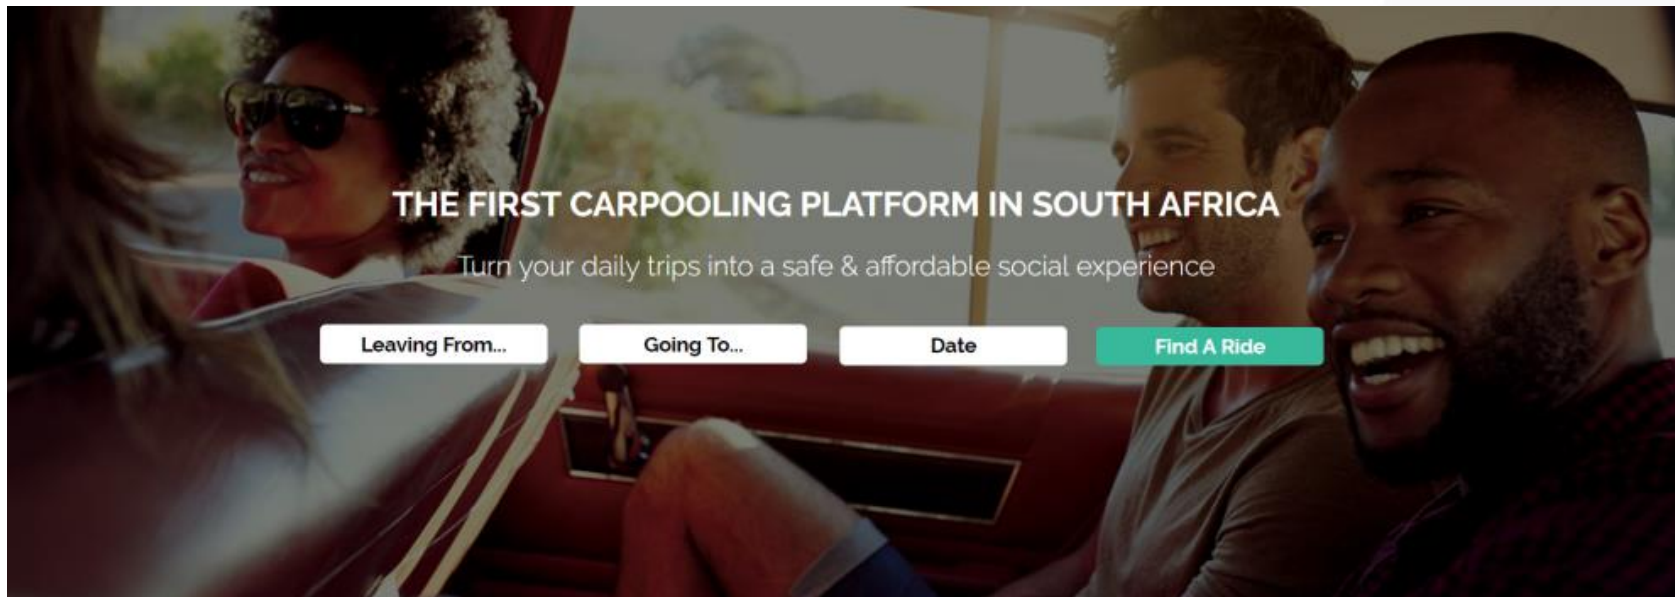 THE FIRST CARPOOLING PLATFORM IN SOUTH AFRICA
Turn your daily trips into a safe & affordable social experience
Leaving From... Going To... Date Find A Ride